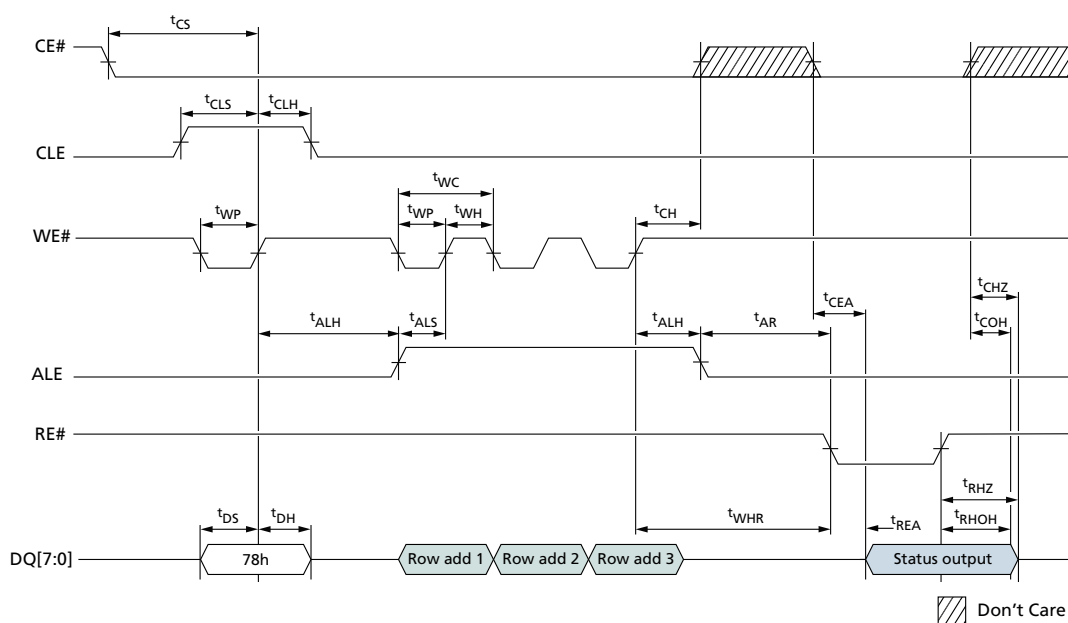 tCS
CE#
tCLS
tCLH
CLE
tWC
tWP
tWP
tWH
tCH
WE#
tCEA
tCHZ
tCOH
tALH
tALS
tALH
tAR
ALE
RE#
tRHZ
tDS
tDH
tWHR
tREA
tRHOH
DQ[7:0]
78h
Row add 1
Row add 2
Row add 3
Status output
Don't Care